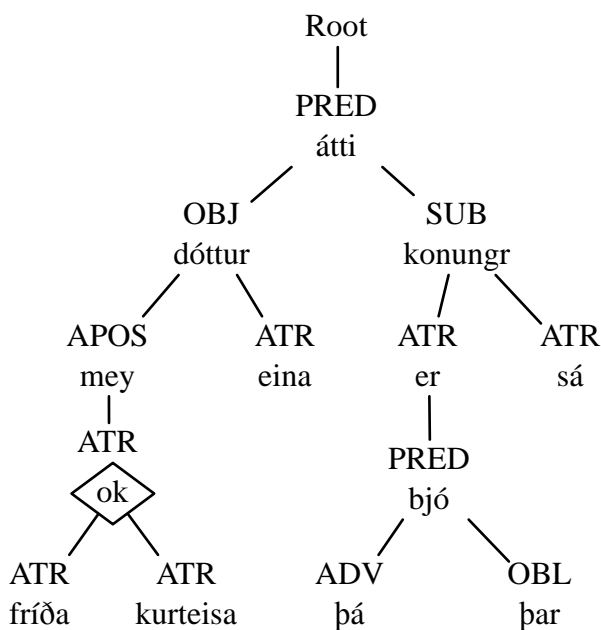 Root
PRED
átti
OBJ SUB
dóttur konungr
APOS ATR ATR ATR
mey eina er sá
ATR PRED
ok bjó
ATR ATR ADV OBL
fríða kurteisa þá þar